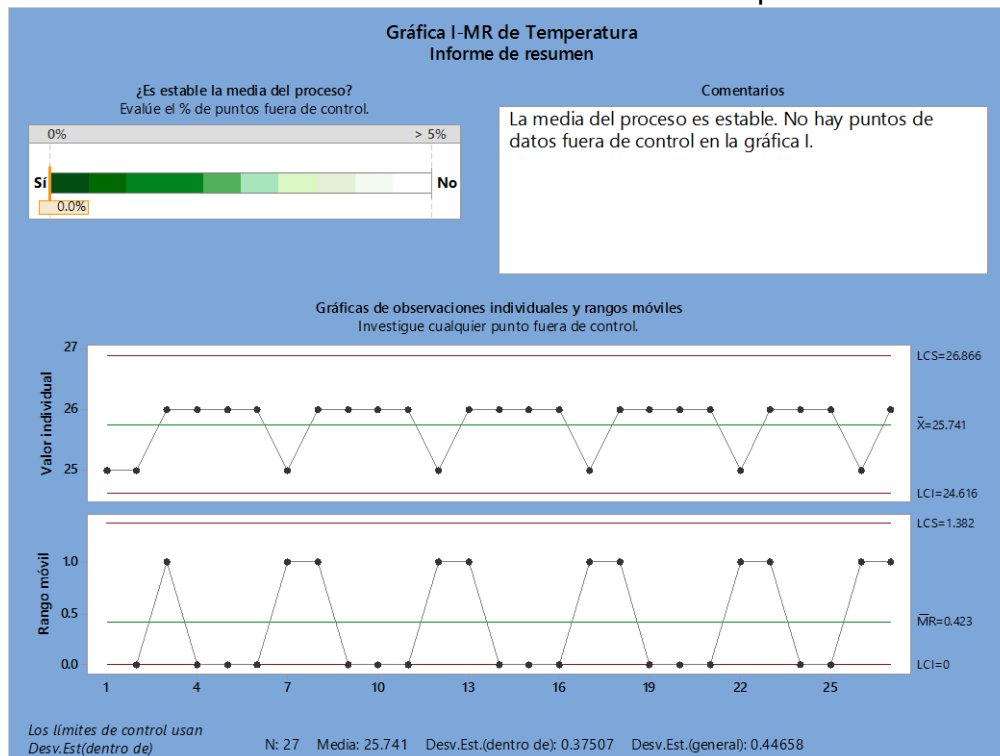 Gráfica I-MR de Temperatura
Informe de resumen
¿Es estable la media del proceso?
Evalúe el % de puntos fuera de control.
0% > 5%
Sí No
0.0%
Comentarios
La media del proceso es estable. No hay puntos de
datos fuera de control en la gráfica I.
Gráficas de observaciones individuales y rangos móviles
Investigue cualquier punto fuera de control.
Valor individual
27
26
25
LCS=26.866
X̄=25.741
LCI=24.616
Rango móvil
1.0
0.5
0.0
LCS=1.382
M̅R̅=0.423
LCI=0
1 4 7 10 13 16 19 22 25
Los límites de control usan
Desv.Est(dentro de)
N: 27 Media: 25.741 Desv.Est.(dentro de): 0.37507 Desv.Est.(general): 0.44658